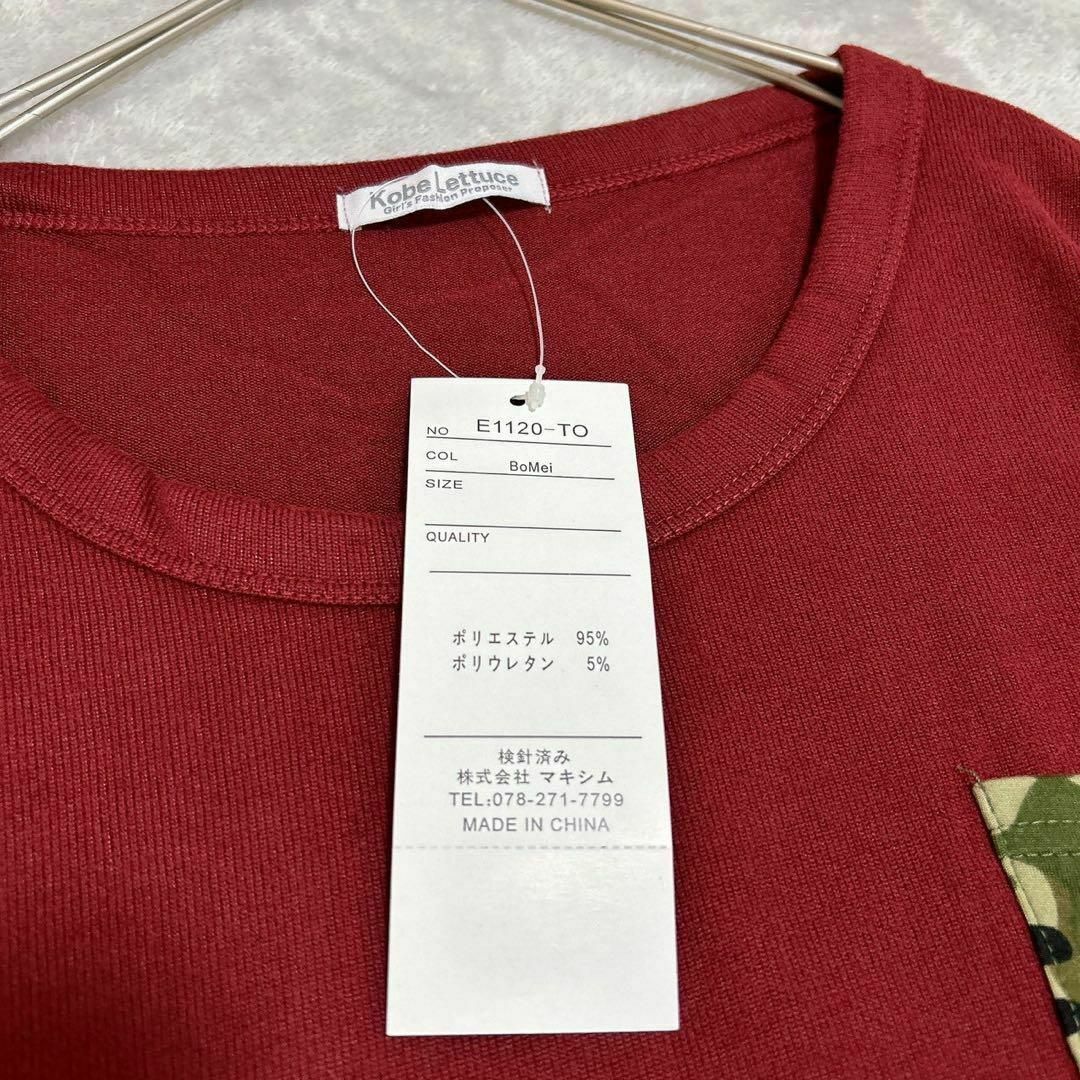 Kobe Lettuce
Girl's Fashion Proposer
NO E1120-TO
COL BoMei
SIZE
QUALITY
ポリエステル 95%
ポリウレタン 5%
検針済み
株式会社 マキシム
TEL:078-271-7799
MADE IN CHINA